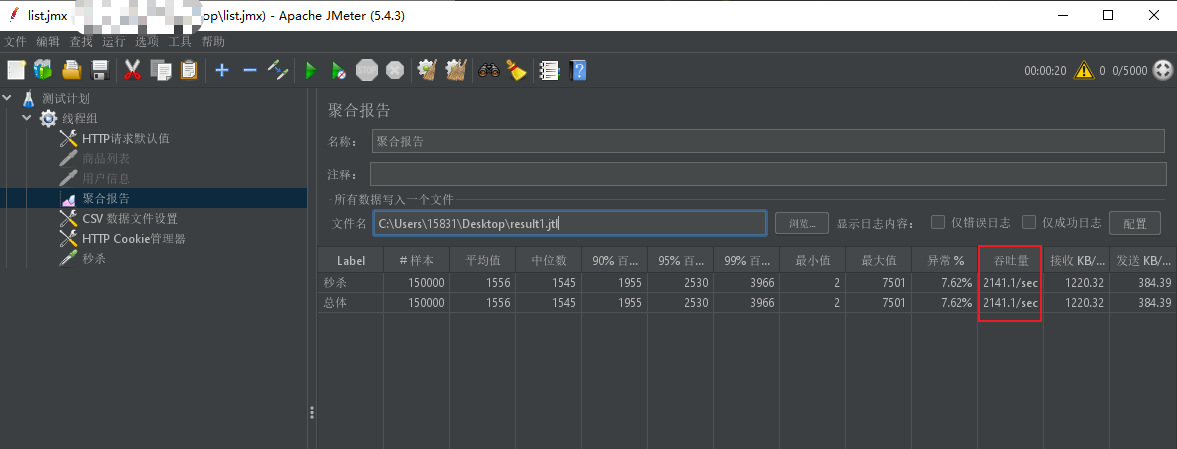 list.jmx op\list.jmx) - Apache JMeter (5.4.3)
文件 编辑 查找 运行 选项 工具 帮助
STOP
00:00:20 0 0/5000
测试计划
线程组
HTTP请求默认值
商品列表
用户信息
聚合报告
CSV 数据文件设置
HTTP Cookie管理器
秒杀
聚合报告
名称: 聚合报告
注释:
所有数据写入一个文件
文件名 C:\Users\15831\Desktop\result1.jtl 浏览... 显示日志内容: 仅错误日志 仅成功日志 配置
Label # 样本 平均值 中位数 90% 百... 95% 百... 99% 百... 最小值 最大值 异常 % 吞吐量 接收 KB/... 发送 KB/...
秒杀 150000 1556 1545 1955 2530 3966 2 7501 7.62% 2141.1/sec 1220.32 384.39
总体 150000 1556 1545 1955 2530 3966 2 7501 7.62% 2141.1/sec 1220.32 384.39